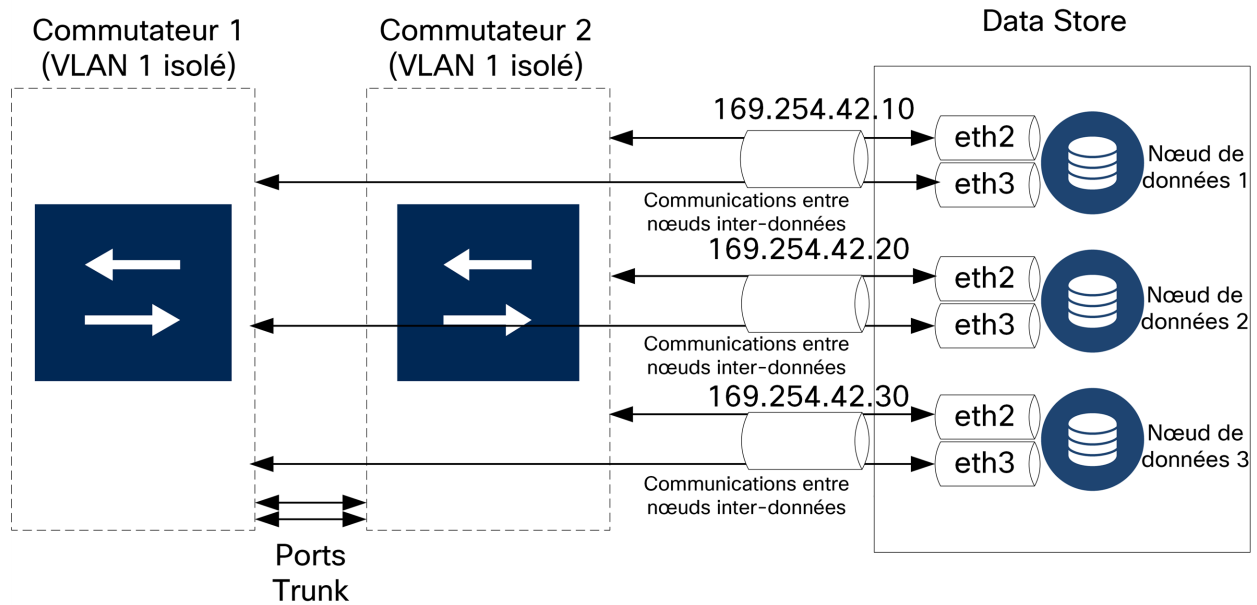 Commutateur 1
(VLAN 1 isolé)
Commutateur 2
(VLAN 1 isolé)
Data Store
169.254.42.10
eth2
eth3
Nœud de
données 1
Communications entre
nœuds inter-données
169.254.42.20
eth2
eth3
Nœud de
données 2
Communications entre
nœuds inter-données
169.254.42.30
eth2
eth3
Nœud de
données 3
Communications entre
nœuds inter-données
Ports
Trunk